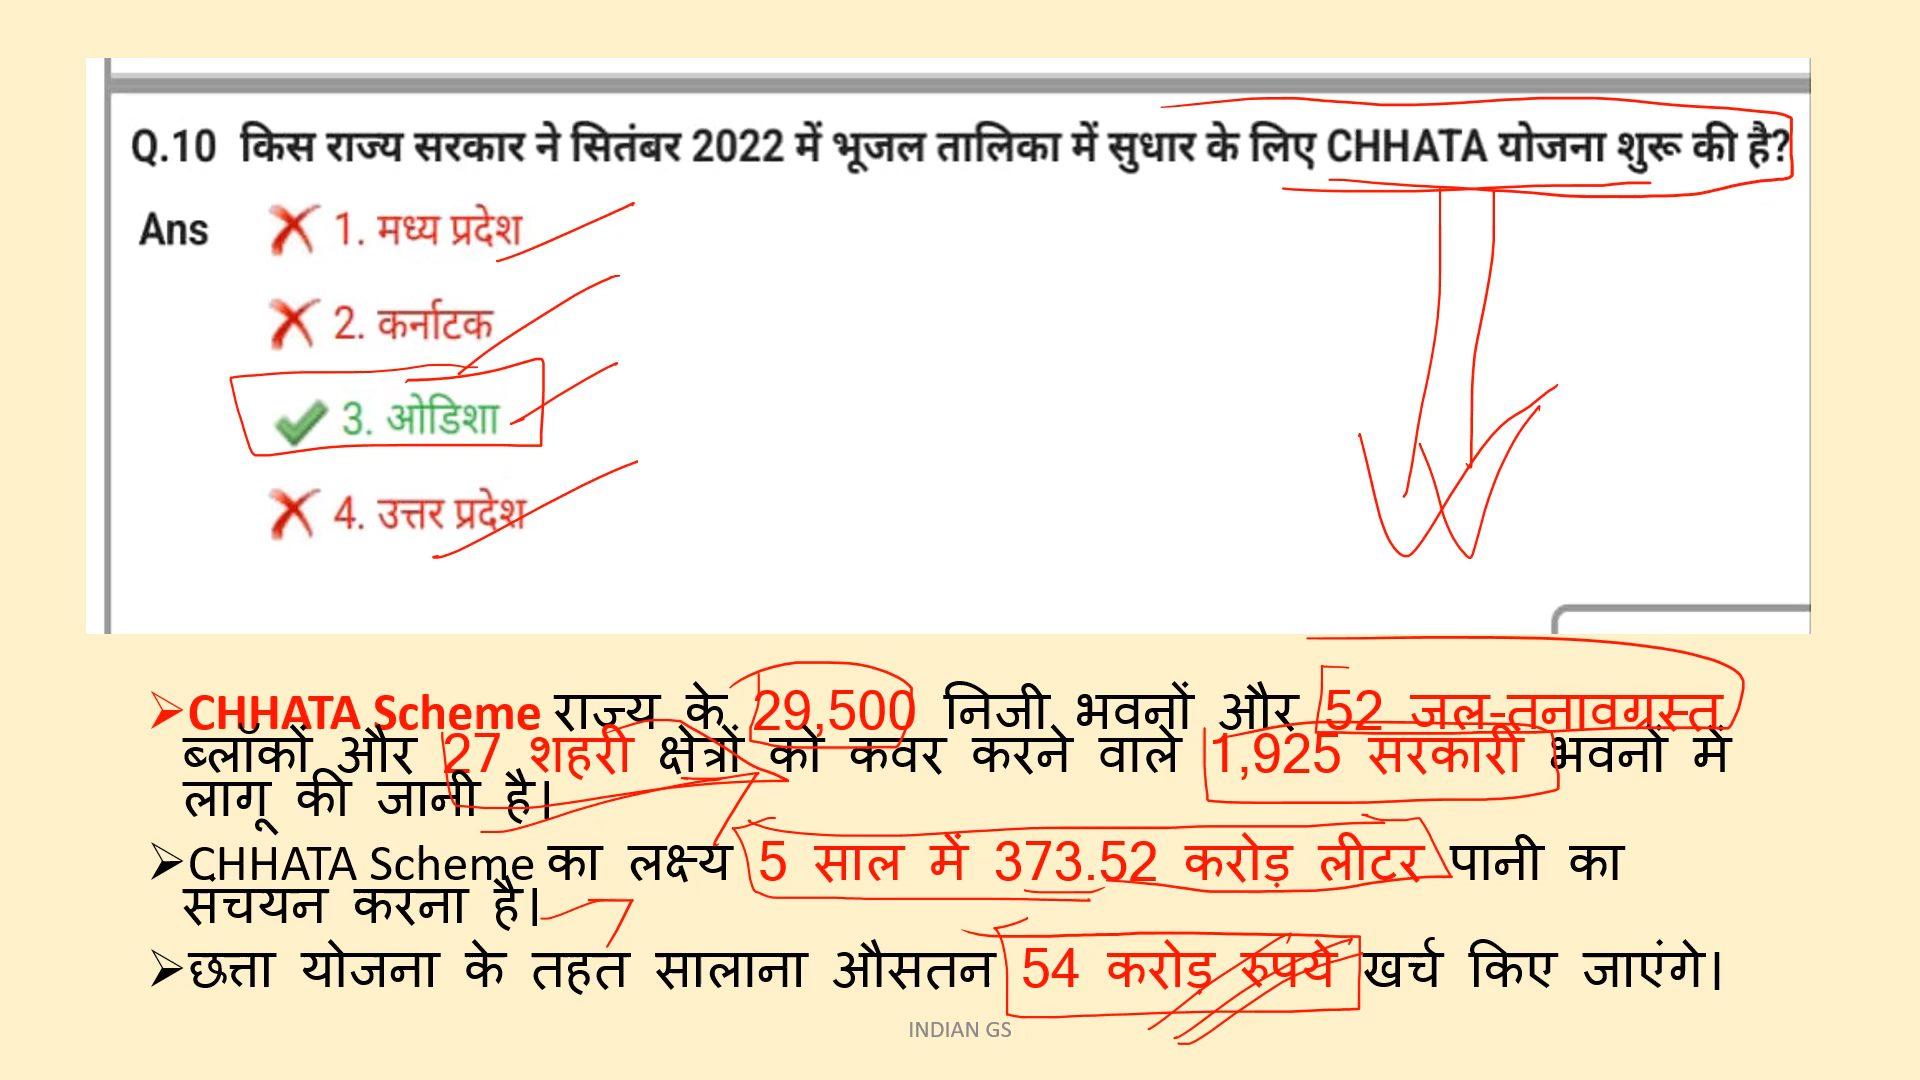 Q.10 किस राज्य सरकार ने सितंबर 2022 में भूजल तालिका में सुधार के लिए CHHATA योजना शुरू की है?
Ans 1. मध्य प्रदेश
2. कर्नाटक
3. ओडिशा
4. उत्तर प्रदेश
CHHATA Scheme राज्य के 29,500 निजी भवनों और 52 जल-तनावग्रस्त
ब्लॉकों और 27 शहरी क्षेत्रों को कवर करने वाले 1,925 सरकारी भवनों में
लागू की जानी है।
CHHATA Scheme का लक्ष्य 5 साल में 373.52 करोड़ लीटर पानी का
संचयन करना है।
छत्ता योजना के तहत सालाना औसतन 54 करोड़ रुपये खर्च किए जाएंगे।
INDIAN GS